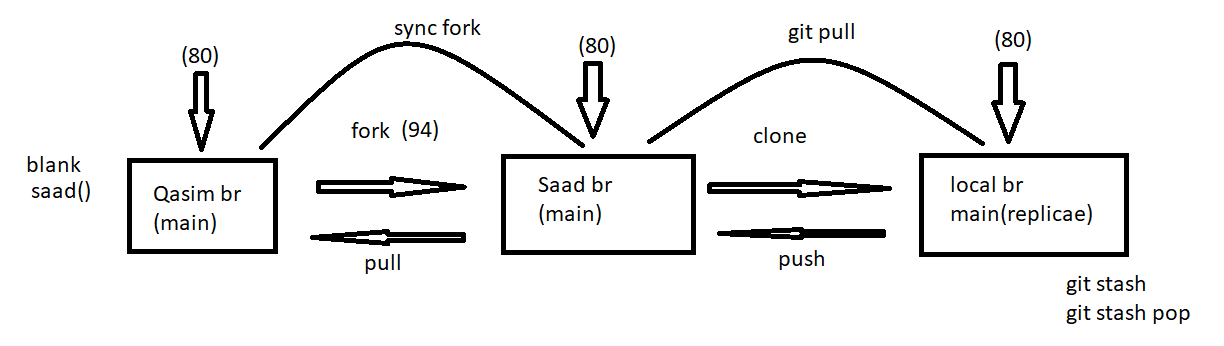 sync fork
git pull
(80)
(80)
(80)
fork (94)
clone
blank
saad()
Qasim br
(main)
Saad br
(main)
local br
main(replicae)
pull
push
git stash
git stash pop